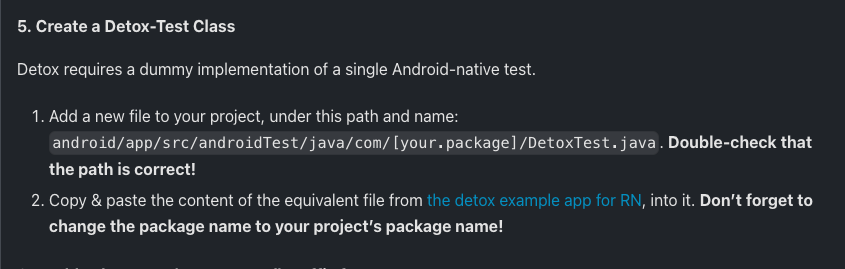 5. Create a Detox-Test Class
Detox requires a dummy implementation of a single Android-native test.
1. Add a new file to your project, under this path and name:
android/app/src/androidTest/java/com/[your.package]/DetoxTest.java. Double-check that
the path is correct!
2. Copy & paste the content of the equivalent file from the detox example app for RN, into it. Don’t forget to
change the package name to your project’s package name!